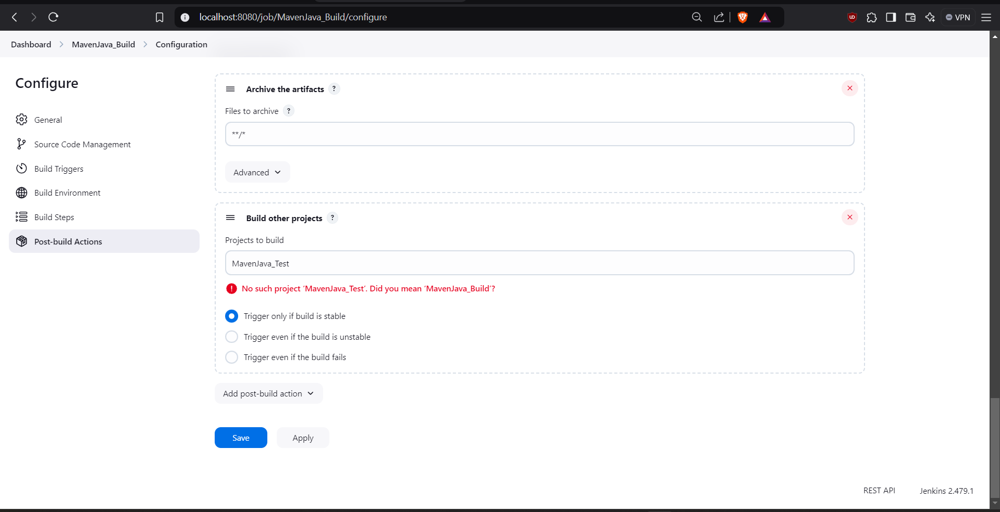 localhost:8080/job/MavenJava_Build/configure
VPN
Dashboard > MavenJava_Build > Configuration
Configure
General
Source Code Management
Build Triggers
Build Environment
Build Steps
Post-build Actions
Archive the artifacts ?
Files to archive ?
**/*
Advanced
Build other projects ?
Projects to build
MavenJava_Test
No such project ‘MavenJava_Test’. Did you mean ‘MavenJava_Build’?
Trigger only if build is stable
Trigger even if the build is unstable
Trigger even if the build fails
Add post-build action
Save
Apply
REST API
Jenkins 2.479.1